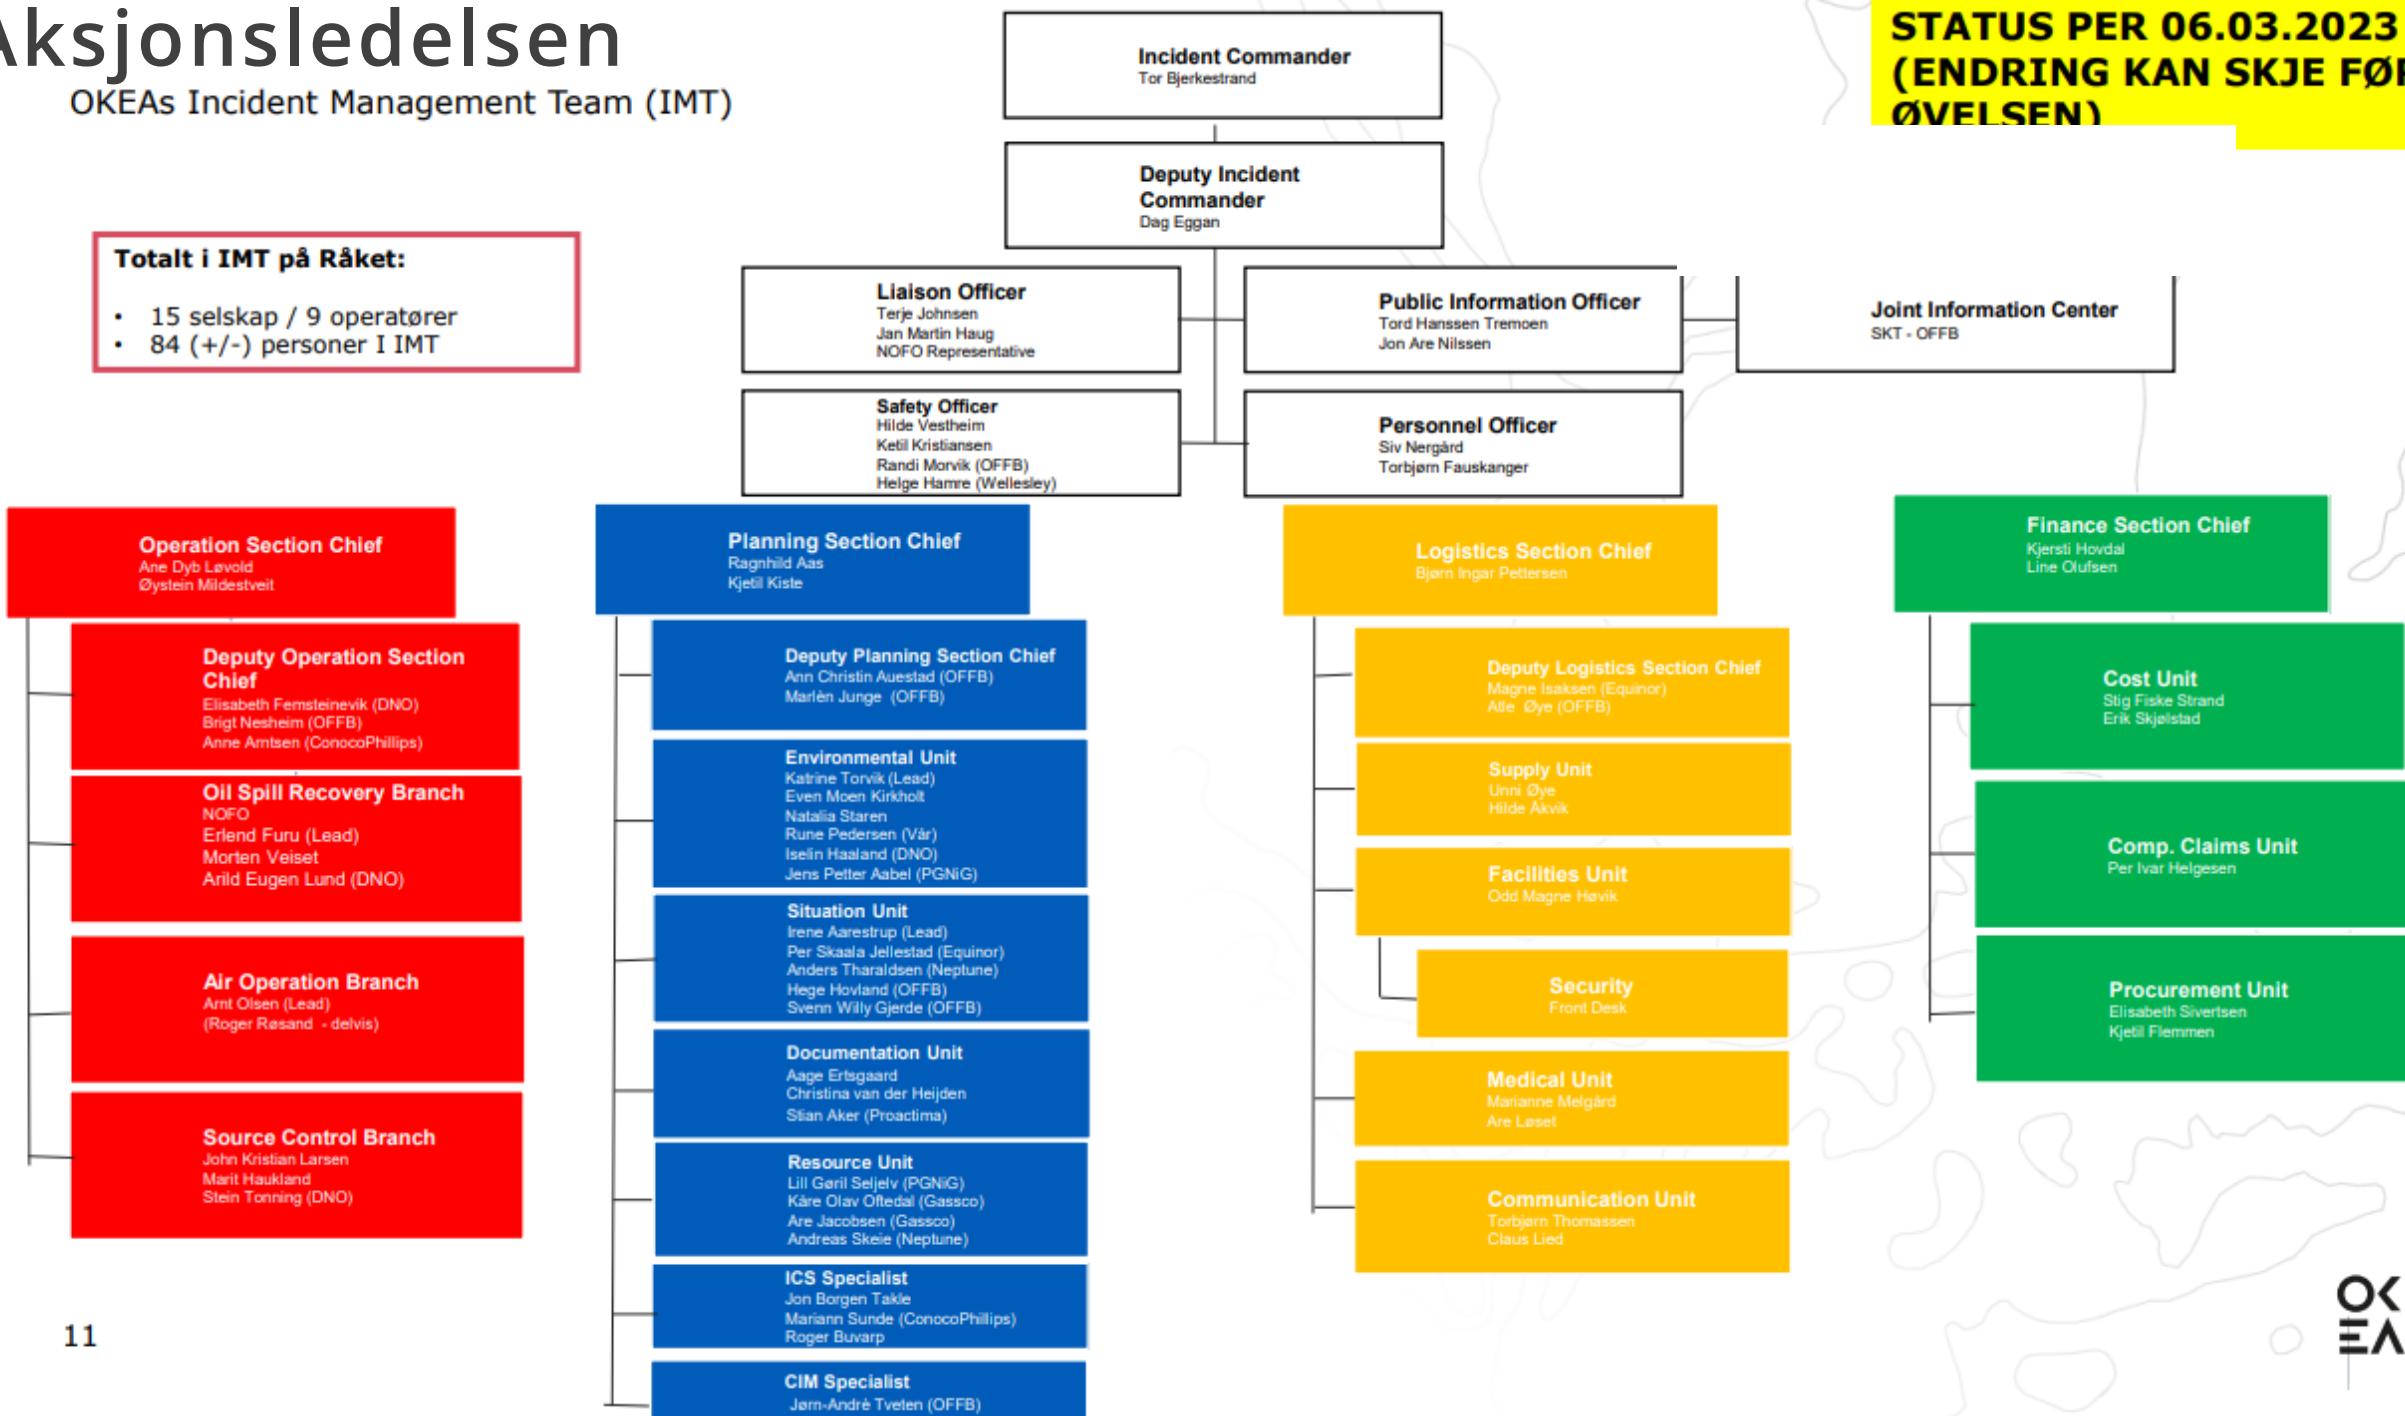 Aksjonsledelsen
OKEAs Incident Management Team (IMT)
STATUS PER 06.03.2023
(ENDRING KAN SKJE FØR
ØVELSEN)
Totalt i IMT på Råket:
• 15 selskap / 9 operatører
• 84 (+/-) personer I IMT
Incident Commander
Tor Bjerkestrand
Deputy Incident
Commander
Dag Eggan
Liaison Officer
Terje Johnsen
Jan Martin Haug
NOFO Representative
Public Information Officer
Tord Hanssen Tremoen
Jon Are Nilssen
Joint Information Center
SKT - OFFB
Safety Officer
Hilde Vestheim
Ketil Kristiansen
Randi Morvik (OFFB)
Helge Hamre (Wellesley)
Personnel Officer
Siv Nergård
Torbjørn Fauskanger
Operation Section Chief
Ane Dyb Løvold
Øystein Mildestveit
Deputy Operation Section
Chief
Elisabeth Femsteinevik (DNO)
Brigt Nesheim (OFFB)
Anne Arntsen (ConocoPhillips)
Oil Spill Recovery Branch
NOFO
Erlend Furu (Lead)
Morten Veiset
Arild Eugen Lund (DNO)
Air Operation Branch
Arnt Olsen (Lead)
(Roger Røsand - delvis)
Source Control Branch
John Kristian Larsen
Marit Haukland
Stein Tonning (DNO)
Planning Section Chief
Ragnhild Aas
Kjetil Kiste
Deputy Planning Section Chief
Ann Christin Auestad (OFFB)
Marlèn Junge (OFFB)
Environmental Unit
Katrine Torvik (Lead)
Even Moen Kirkholt
Natalia Staren
Rune Pedersen (Vår)
Iselin Haaland (DNO)
Jens Petter Aabel (PGNiG)
Situation Unit
Irene Aarestrup (Lead)
Per Skaala Jellestad (Equinor)
Anders Tharaldsen (Neptune)
Hege Hovland (OFFB)
Svenn Willy Gjerde (OFFB)
Documentation Unit
Aage Ertsgaard
Christina van der Heijden
Stian Aker (Proactima)
Resource Unit
Lill Gøril Seljelv (PGNiG)
Kåre Olav Oftedal (Gassco)
Are Jacobsen (Gassco)
Andreas Skeie (Neptune)
ICS Specialist
Jon Borgen Takle
Mariann Sunde (ConocoPhillips)
Roger Buvarp
CIM Specialist
Jørn-Andrè Tveten (OFFB)
Logistics Section Chief
Bjørn Ingar Pettersen
Deputy Logistics Section Chief
Magne Isaksen (Equinor)
Atle Øye (OFFB)
Supply Unit
Unni Øye
Hilde Åkvik
Facilities Unit
Odd Magne Høvik
Security
Front Desk
Medical Unit
Marianne Melgård
Are Løset
Communication Unit
Torbjørn Thomassen
Claus Lied
Finance Section Chief
Kjersti Hovdal
Line Olufsen
Cost Unit
Stig Fiske Strand
Erik Skjølstad
Comp. Claims Unit
Per Ivar Helgesen
Procurement Unit
Elisabeth Sivertsen
Kjetil Flemmen
11
OKEA